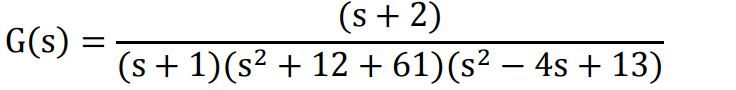 G(s) = (s + 2) / (s + 1)(s² + 12 + 61)(s² − 4s + 13)